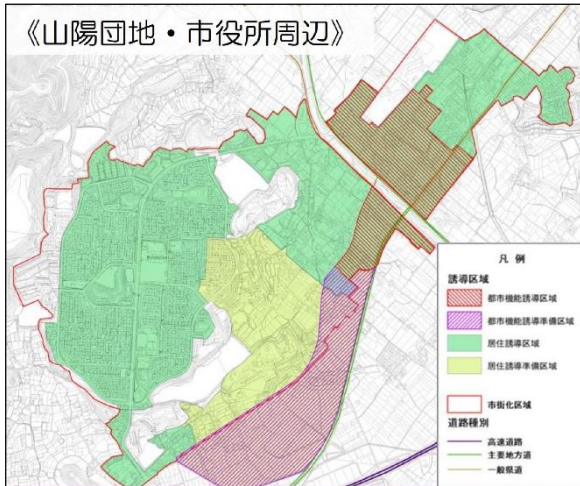 《山陽団地・市役所周辺》
凡例
誘導区域
都市機能誘導区域
都市機能誘導準備区域
居住誘導区域
居住誘導準備区域
市街化区域
道路種別
高速道路
主要地方道
一般県道